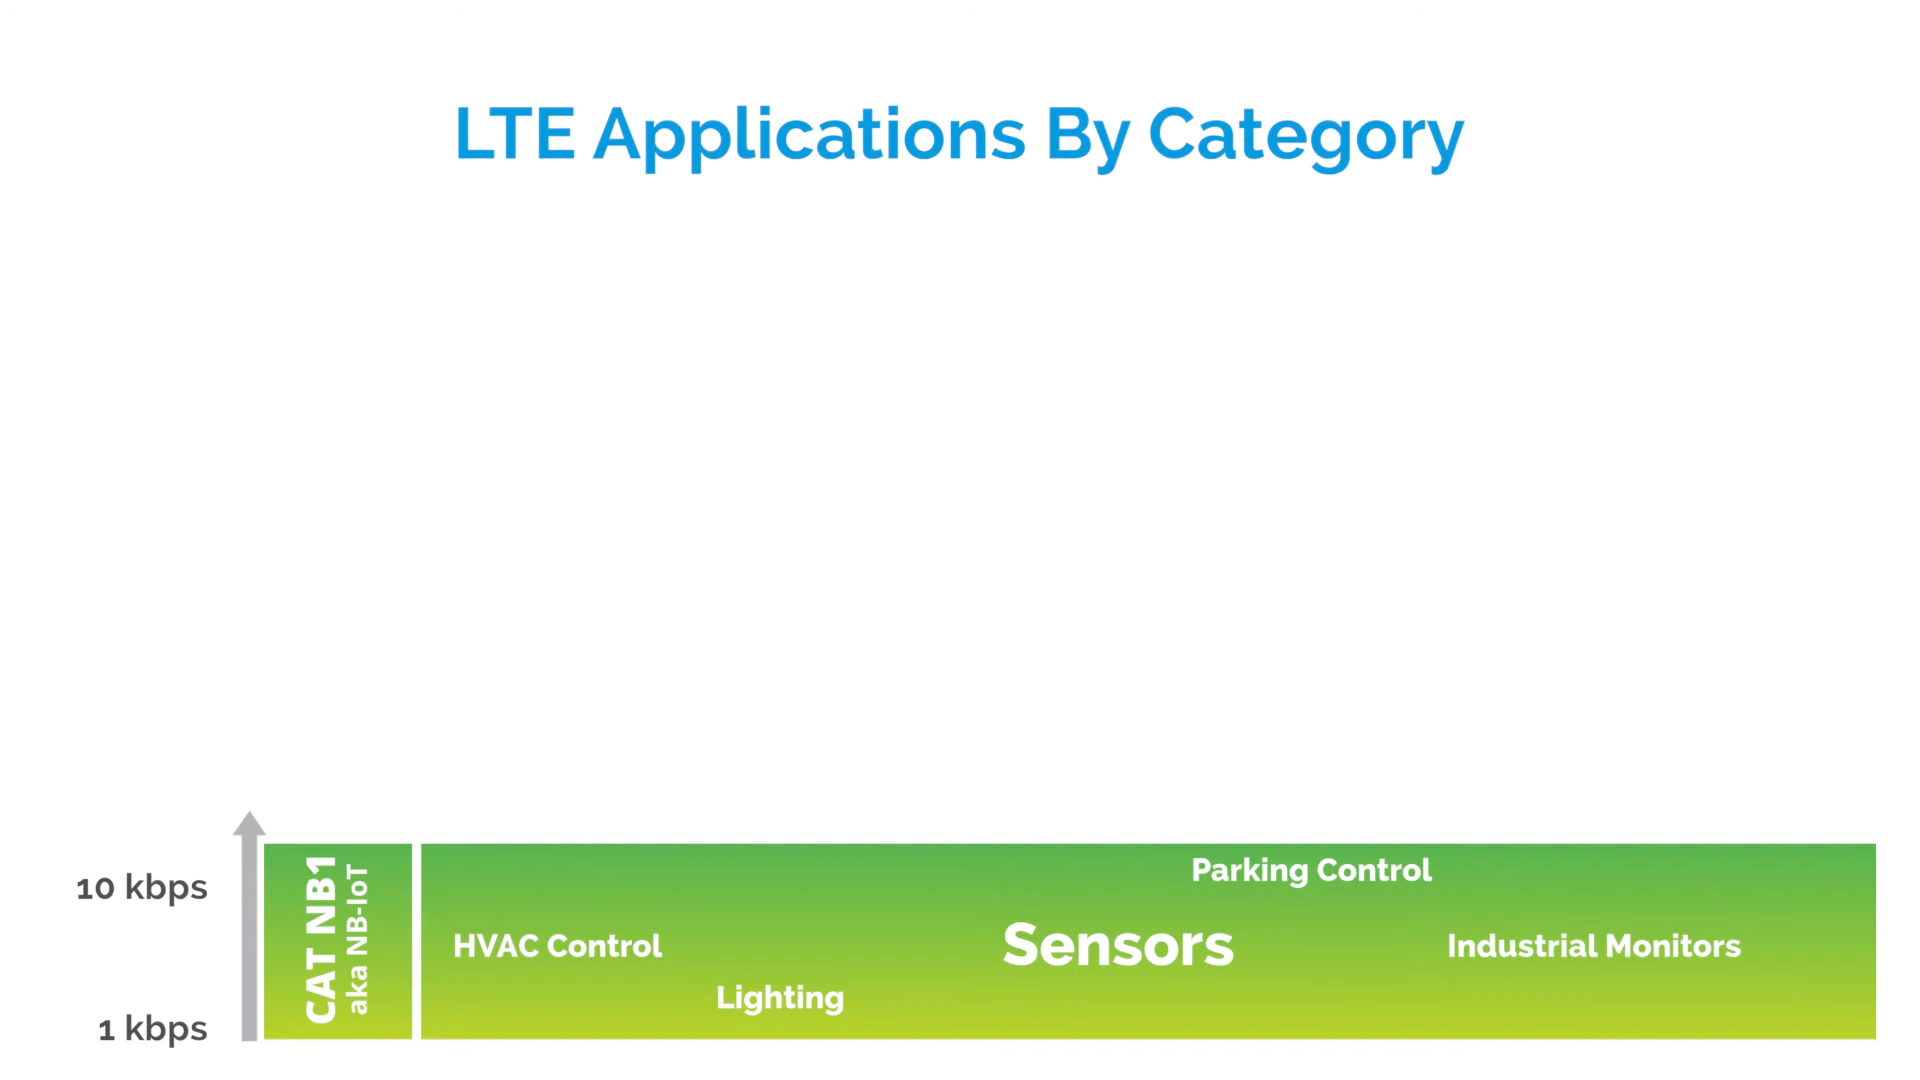 LTE Applications By Category
10 kbps
1 kbps
CAT NB1
aka NB-IoT
Parking Control
HVAC Control
Sensors
Industrial Monitors
Lighting